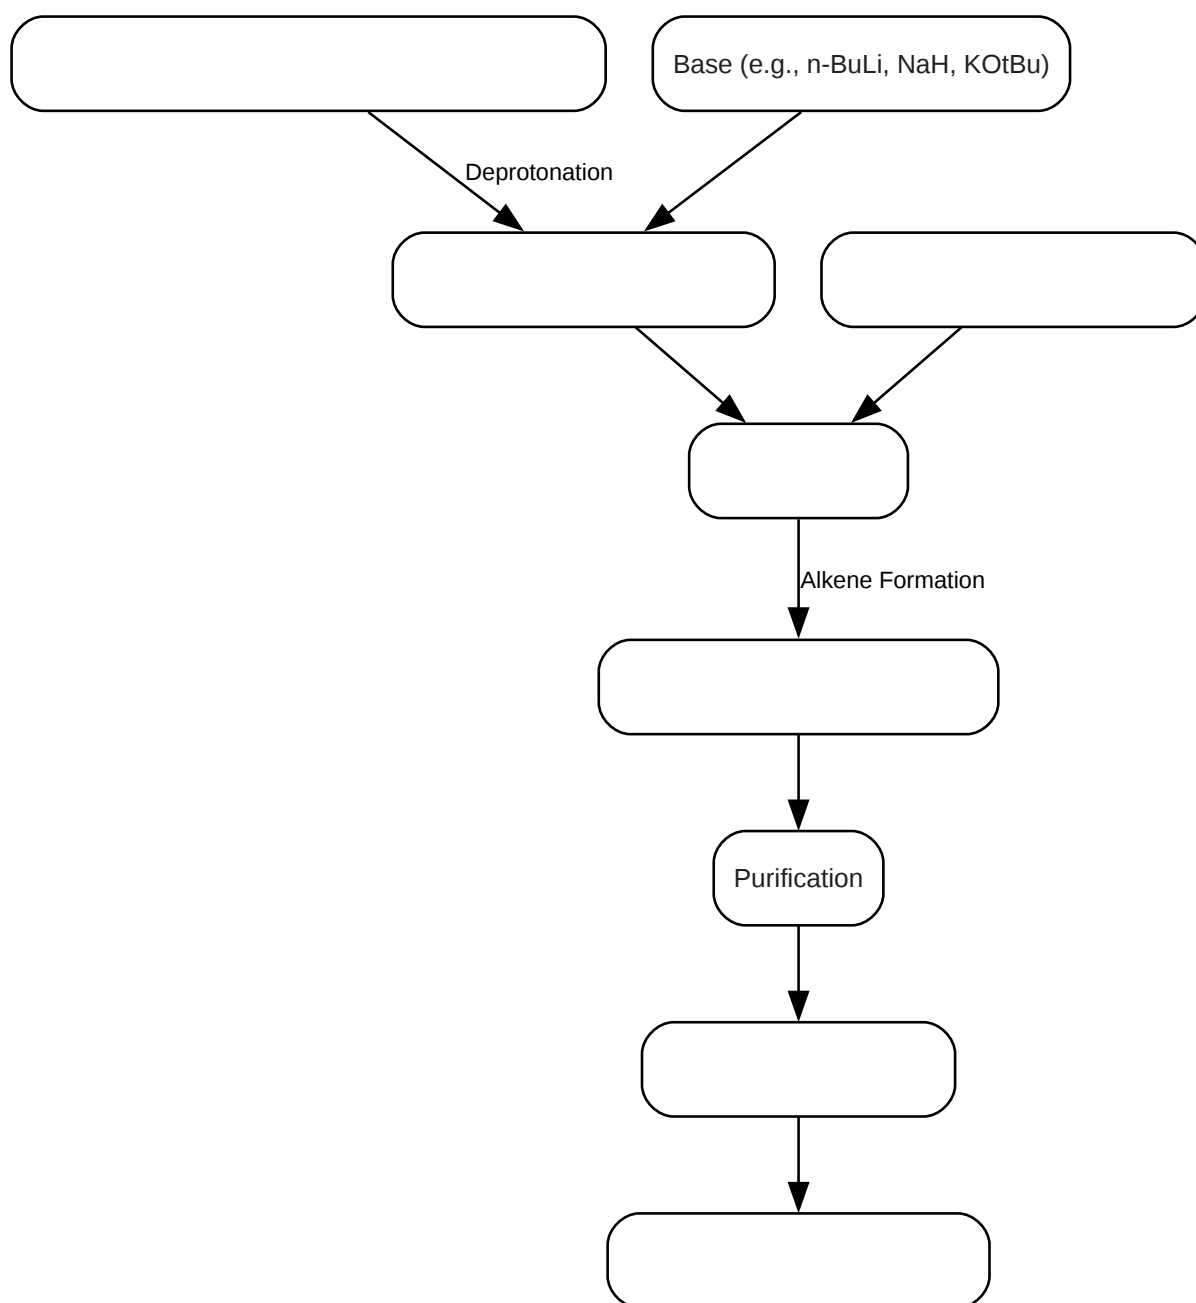 Base (e.g., n-BuLi, NaH, KOtBu)
Deprotonation
Alkene Formation
Purification